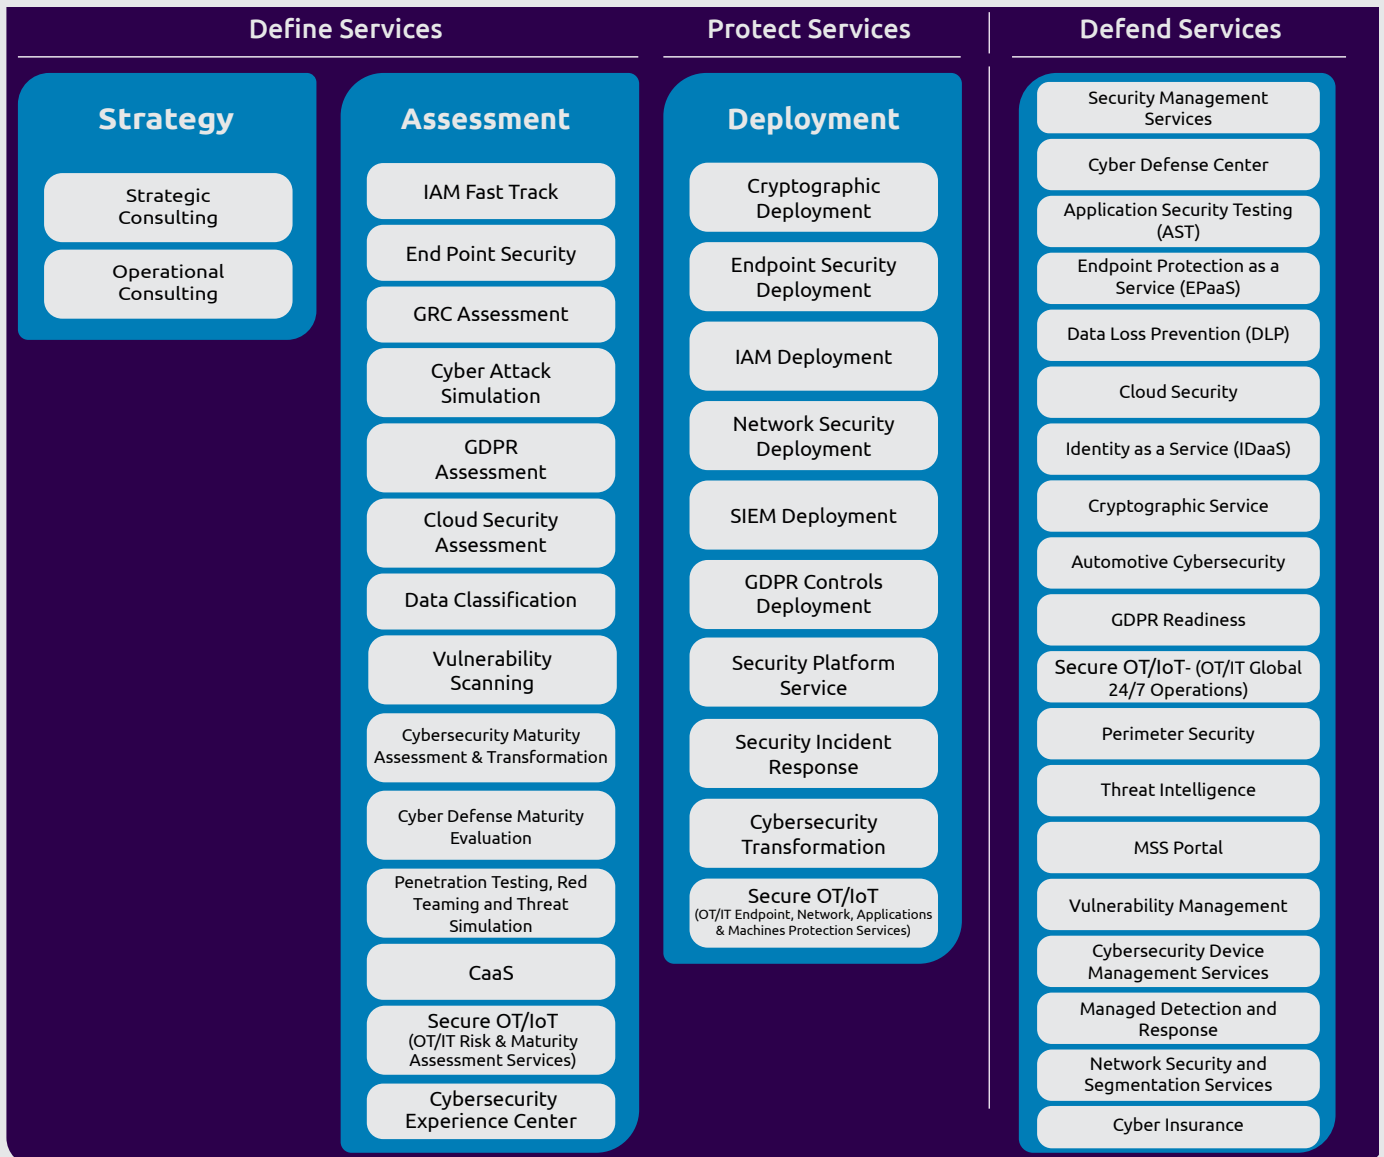 Define Services
Strategy
Strategic
Consulting
Operational
Consulting
Assessment
IAM Fast Track
End Point Security
GRC Assessment
Cyber Attack
Simulation
GDPR
Assessment
Cloud Security
Assessment
Data Classification
Vulnerability
Scanning
Cybersecurity Maturity
Assessment & Transformation
Cyber Defense Maturity
Evaluation
Penetration Testing, Red
Teaming and Threat
Simulation
CaaS
Secure OT/IoT
(OT/IT Risk & Maturity
Assessment Services)
Cybersecurity
Experience Center
Protect Services
Deployment
Cryptographic
Deployment
Endpoint Security
Deployment
IAM Deployment
Network Security
Deployment
SIEM Deployment
GDPR Controls
Deployment
Security Platform
Service
Security Incident
Response
Cybersecurity
Transformation
Secure OT/IoT
(OT/IT Endpoint, Network, Applications
& Machines Protection Services)
Defend Services
Security Management
Services
Cyber Defense Center
Application Security Testing
(AST)
Endpoint Protection as a
Service (EPaaS)
Data Loss Prevention (DLP)
Cloud Security
Identity as a Service (IDaaS)
Cryptographic Service
Automotive Cybersecurity
GDPR Readiness
Secure OT/IoT- (OT/IT Global
24/7 Operations)
Perimeter Security
Threat Intelligence
MSS Portal
Vulnerability Management
Cybersecurity Device
Management Services
Managed Detection and
Response
Network Security and
Segmentation Services
Cyber Insurance